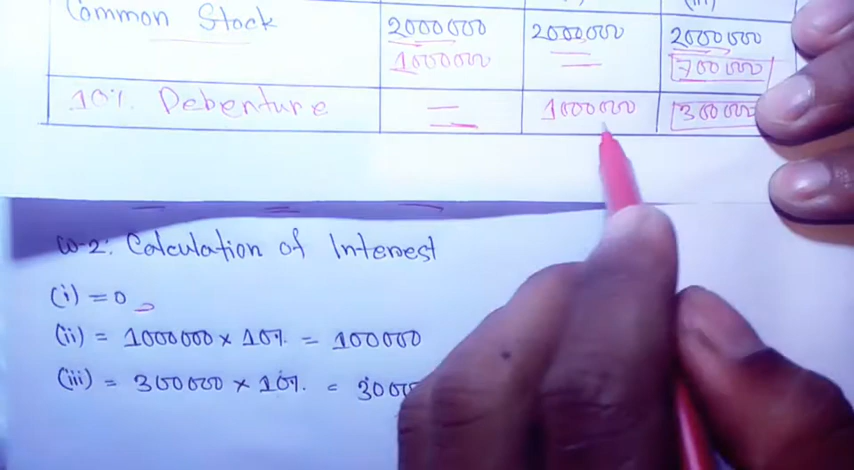 (iii)
Common Stock 2000000 2000000 2000000
1000000 = 700000
10% Debenture = 1000000 300000
W-2: Calculation of Interest
(i) = 0
(ii) = 1000000 × 10% = 100000
(iii) = 300000 × 10% =